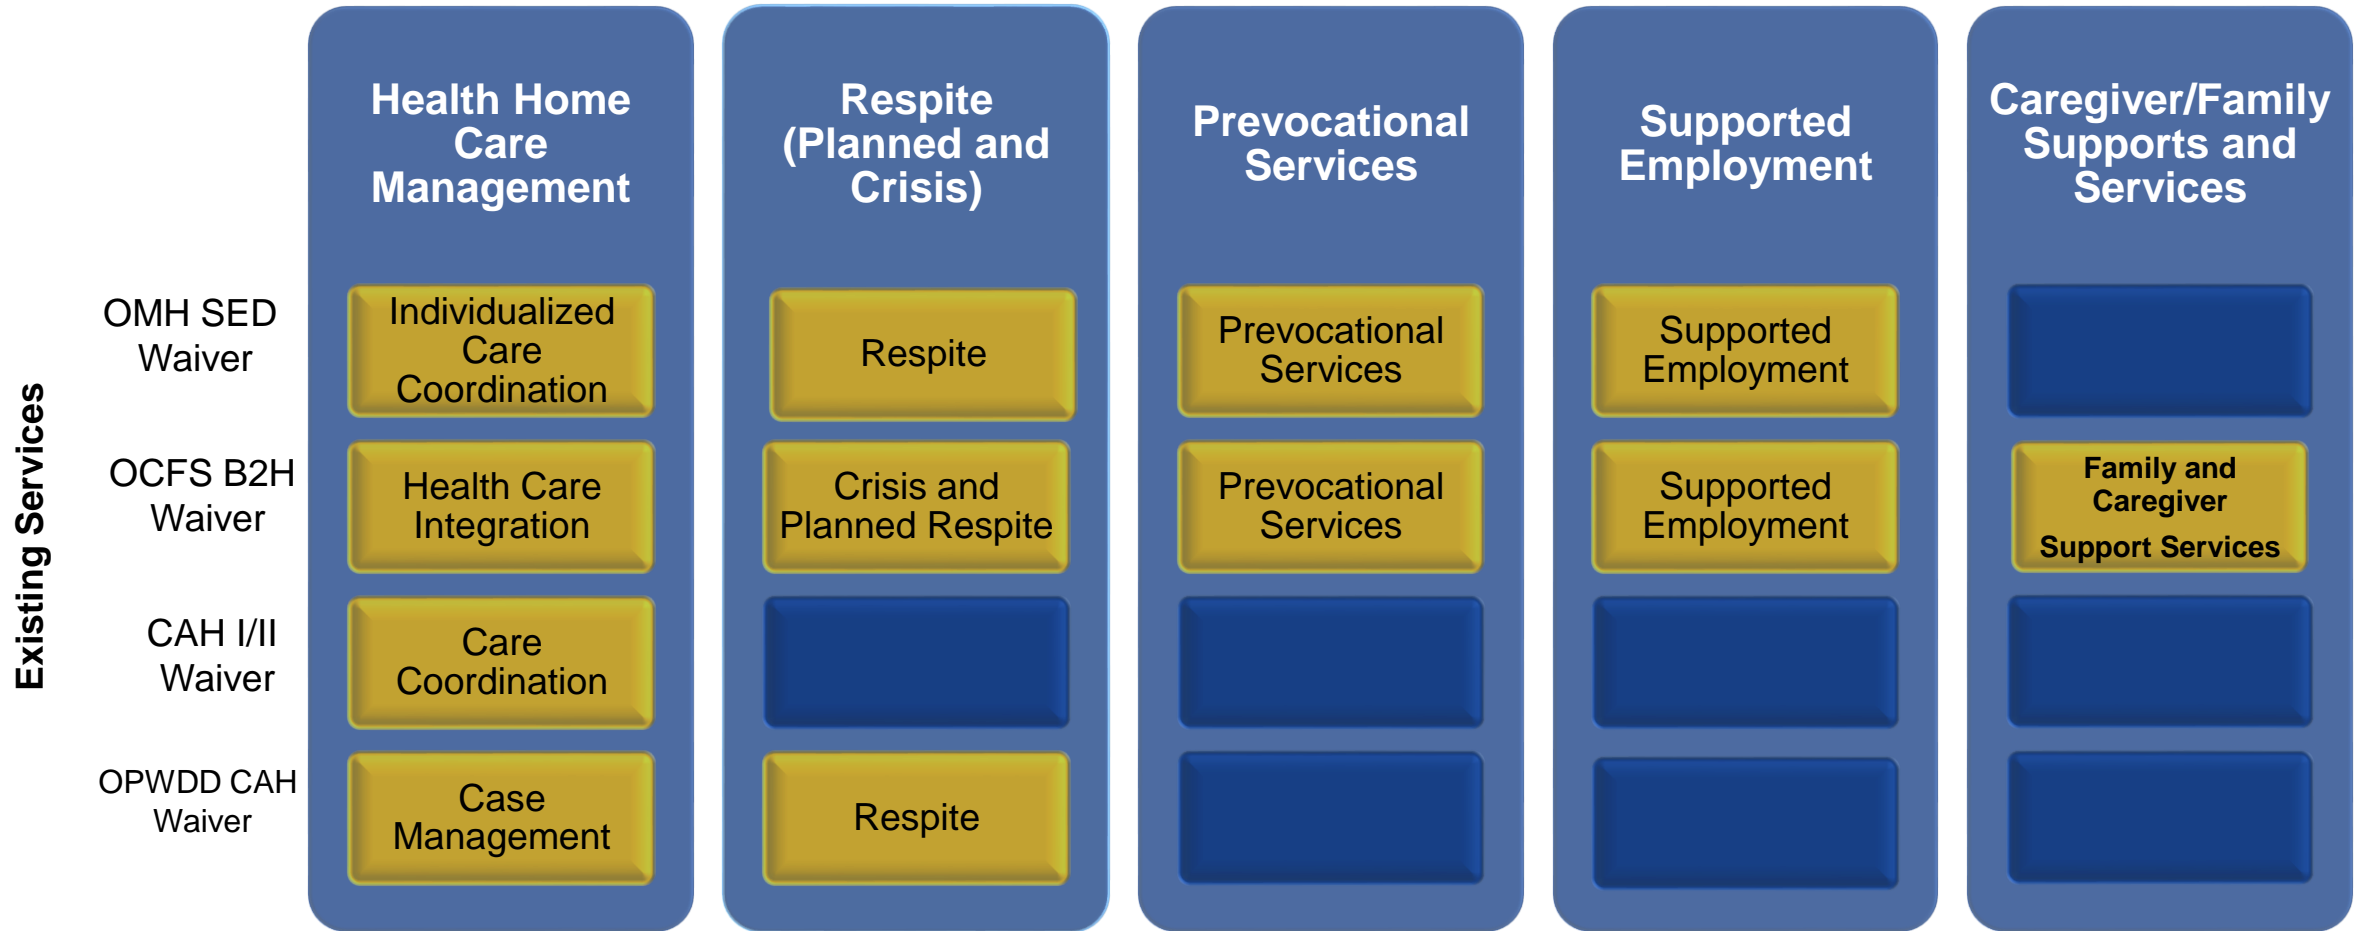 Health Home
Care
Management
Respite
(Planned and
Crisis)
Prevocational
Services
Supported
Employment
Caregiver/Family
Supports and
Services
Existing Services
OMH SED
Waiver
Individualized
Care
Coordination
Respite
Prevocational
Services
Supported
Employment
OCFS B2H
Waiver
Health Care
Integration
Crisis and
Planned Respite
Prevocational
Services
Supported
Employment
Family and
Caregiver
Support Services
CAH I/II
Waiver
Care
Coordination
OPWDD CAH
Waiver
Case
Management
Respite